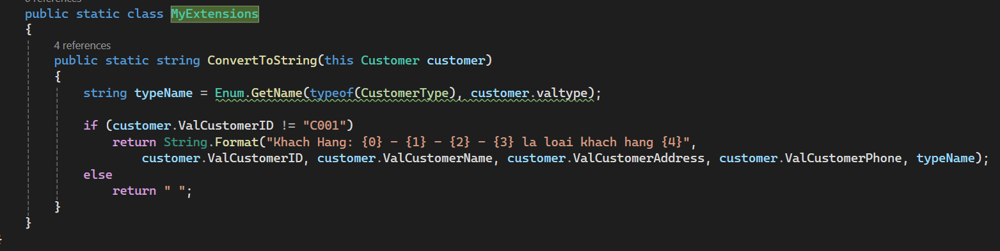 0 references
public static class MyExtensions
{
4 references
public static string ConvertToString(this Customer customer)
{
string typeName = Enum.GetName(typeof(CustomerType), customer.valtype);
if (customer.ValCustomerID != "C001")
return String.Format("Khach Hang: {0} - {1} - {2} - {3} la loai khach hang {4}",
customer.ValCustomerID, customer.ValCustomerName, customer.ValCustomerAddress, customer.ValCustomerPhone, typeName);
else
return " ";
}
}
}